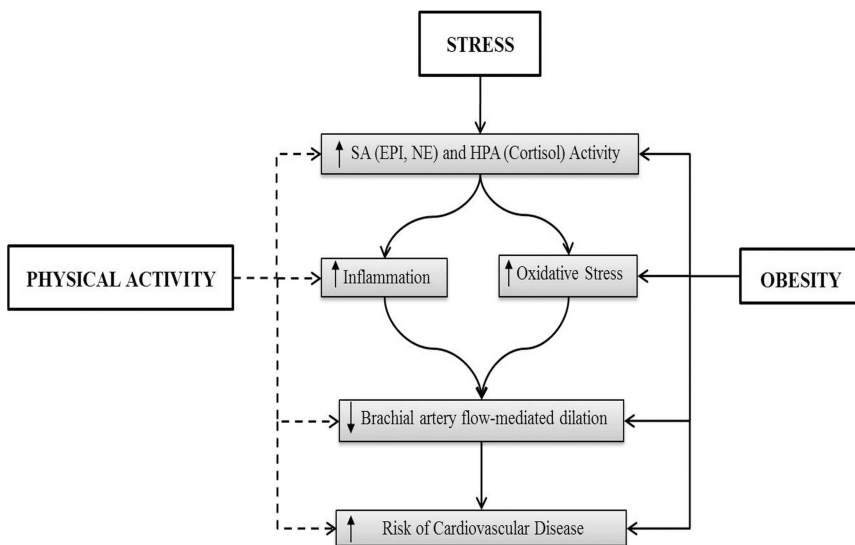 STRESS
↑ SA (EPI, NE) and HPA (Cortisol) Activity
PHYSICAL ACTIVITY
↑ Inflammation
↑ Oxidative Stress
OBESITY
↓ Brachial artery flow-mediated dilation
↑ Risk of Cardiovascular Disease